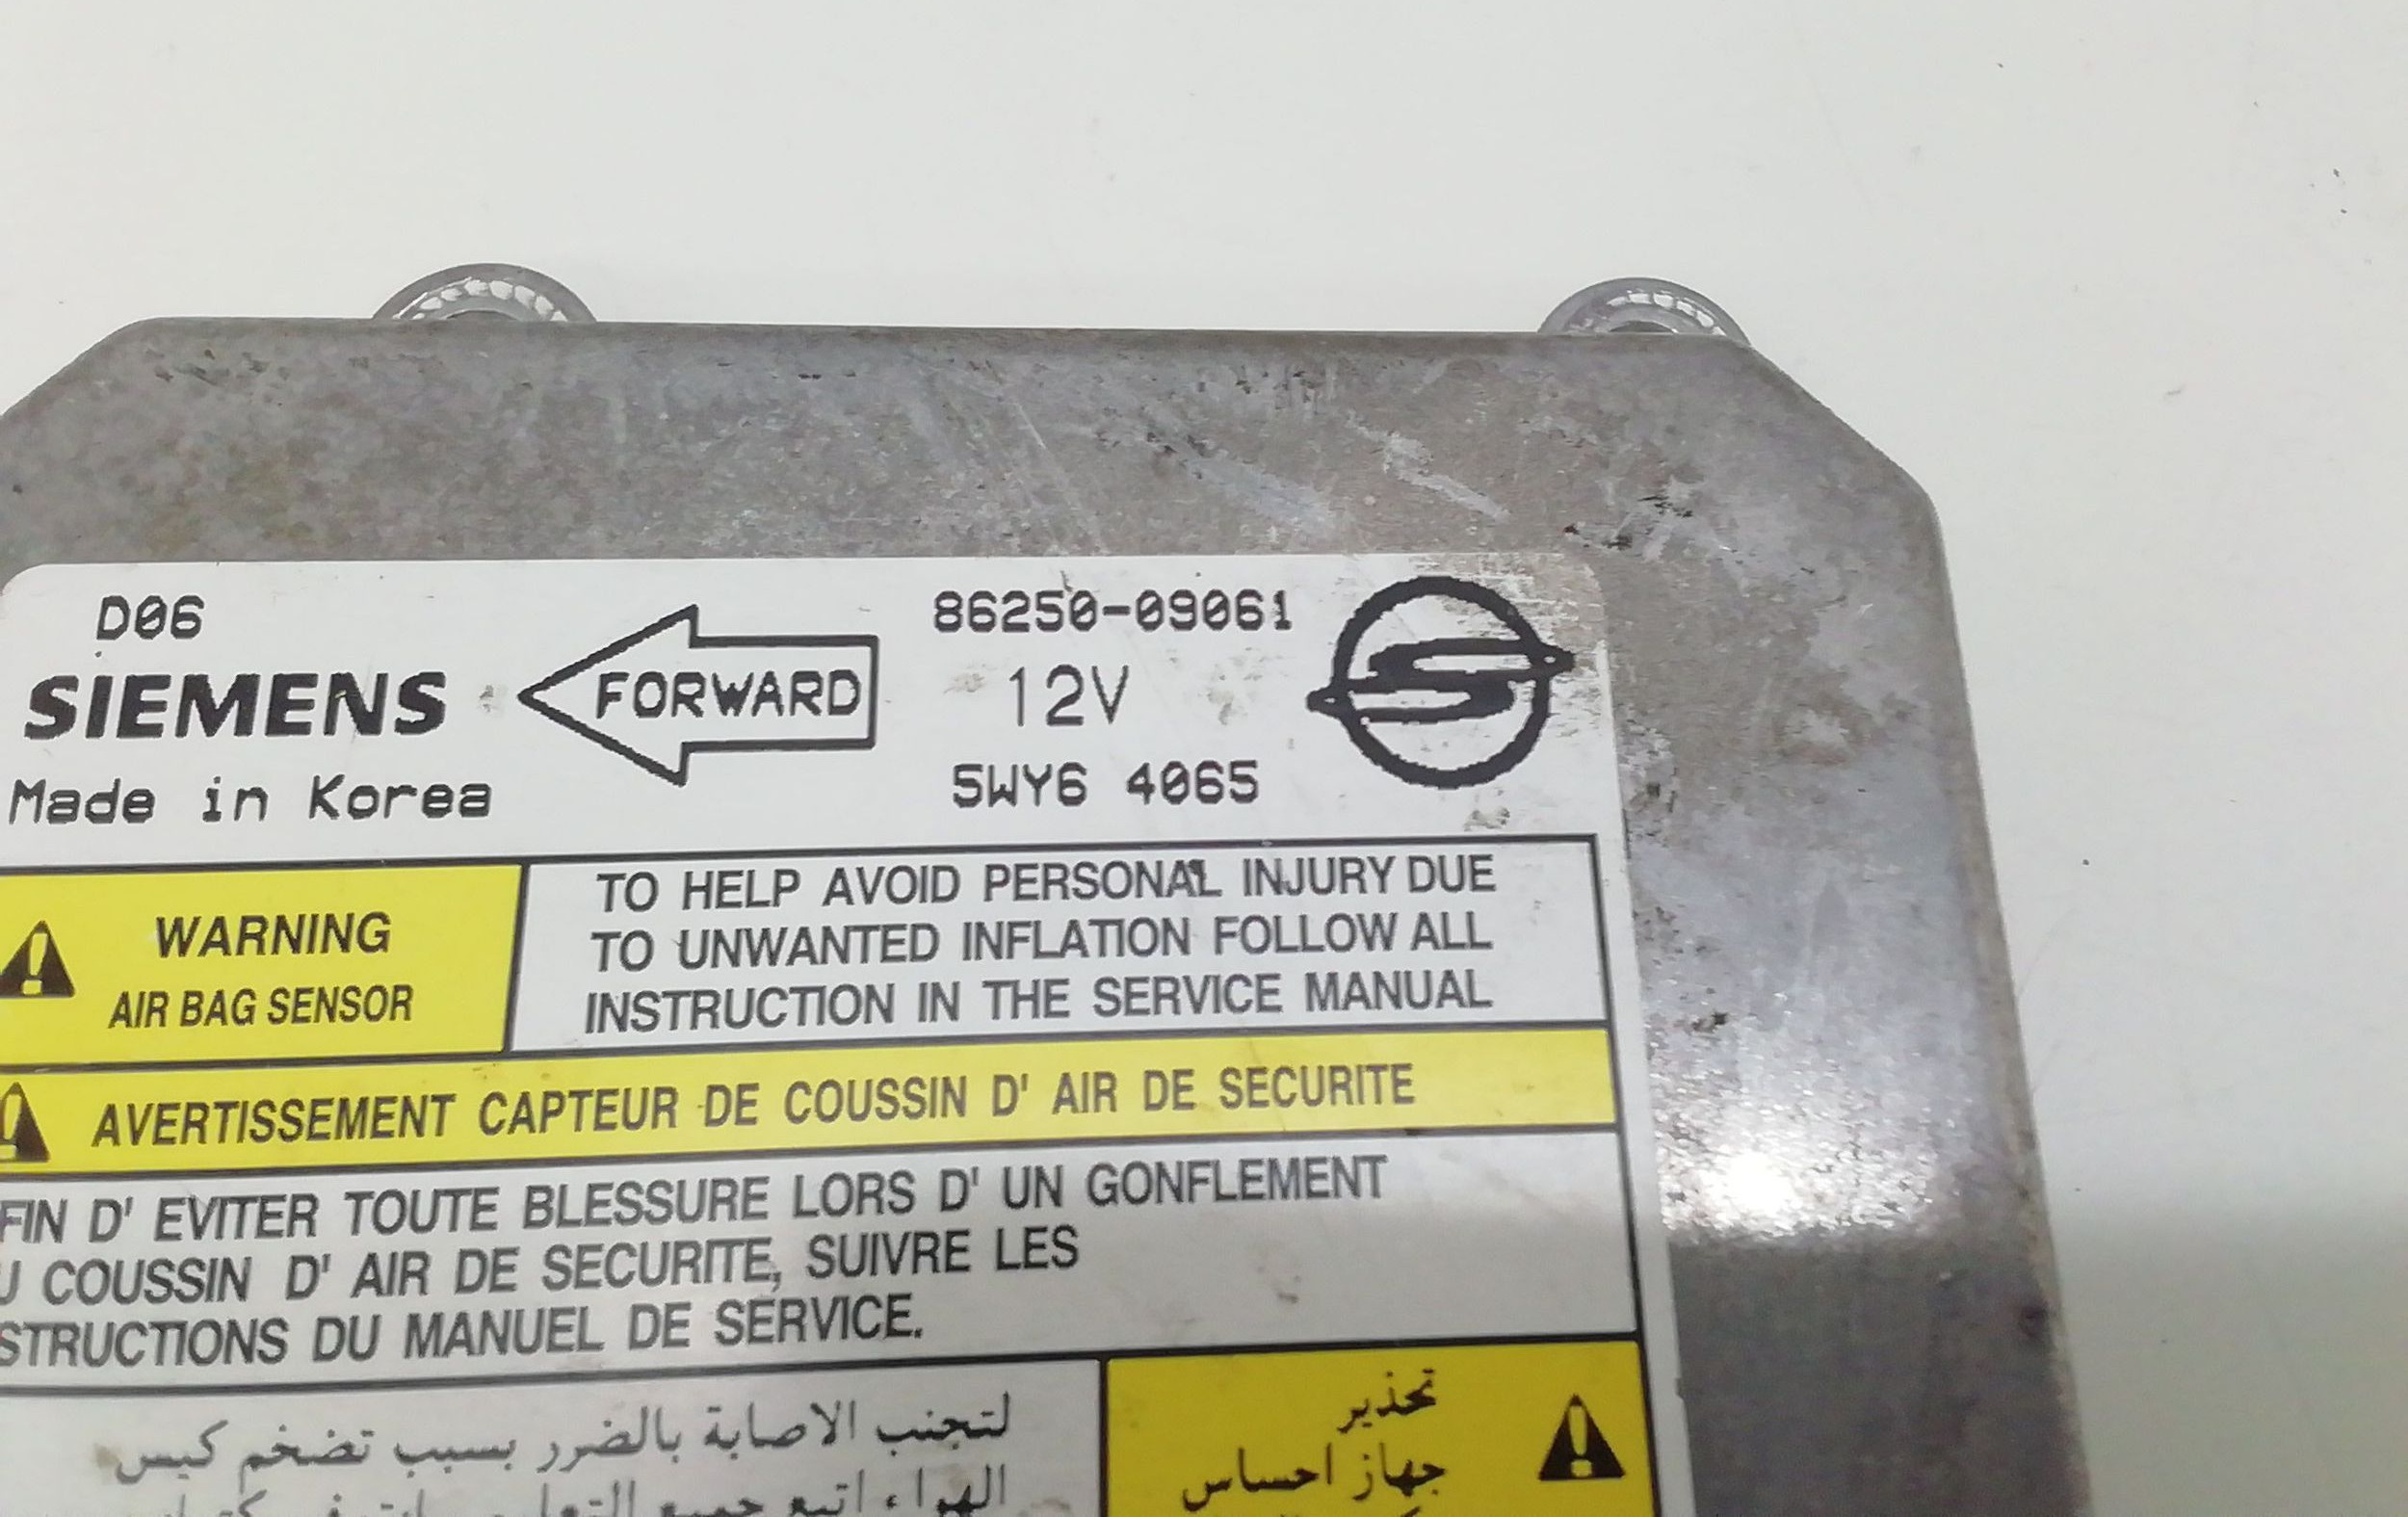 D06
SIEMENS
Made in Korea
FORWARD
86250-09061
12V
5WY6 4065
WARNING
AIR BAG SENSOR
TO HELP AVOID PERSONAL INJURY DUE
TO UNWANTED INFLATION FOLLOW ALL
INSTRUCTION IN THE SERVICE MANUAL
AVERTISSEMENT CAPTEUR DE COUSSIN D' AIR DE SECURITE
FIN D' EVITER TOUTE BLESSURE LORS D' UN GONFLEMENT
U COUSSIN D' AIR DE SECURITE, SUIVRE LES
STRUCTIONS DU MANUEL DE SERVICE.
تحذير
جهاز احساس
لتجنب الاصابة بالضرر بسبب تضخم كيس
الهواء اتبع جميع